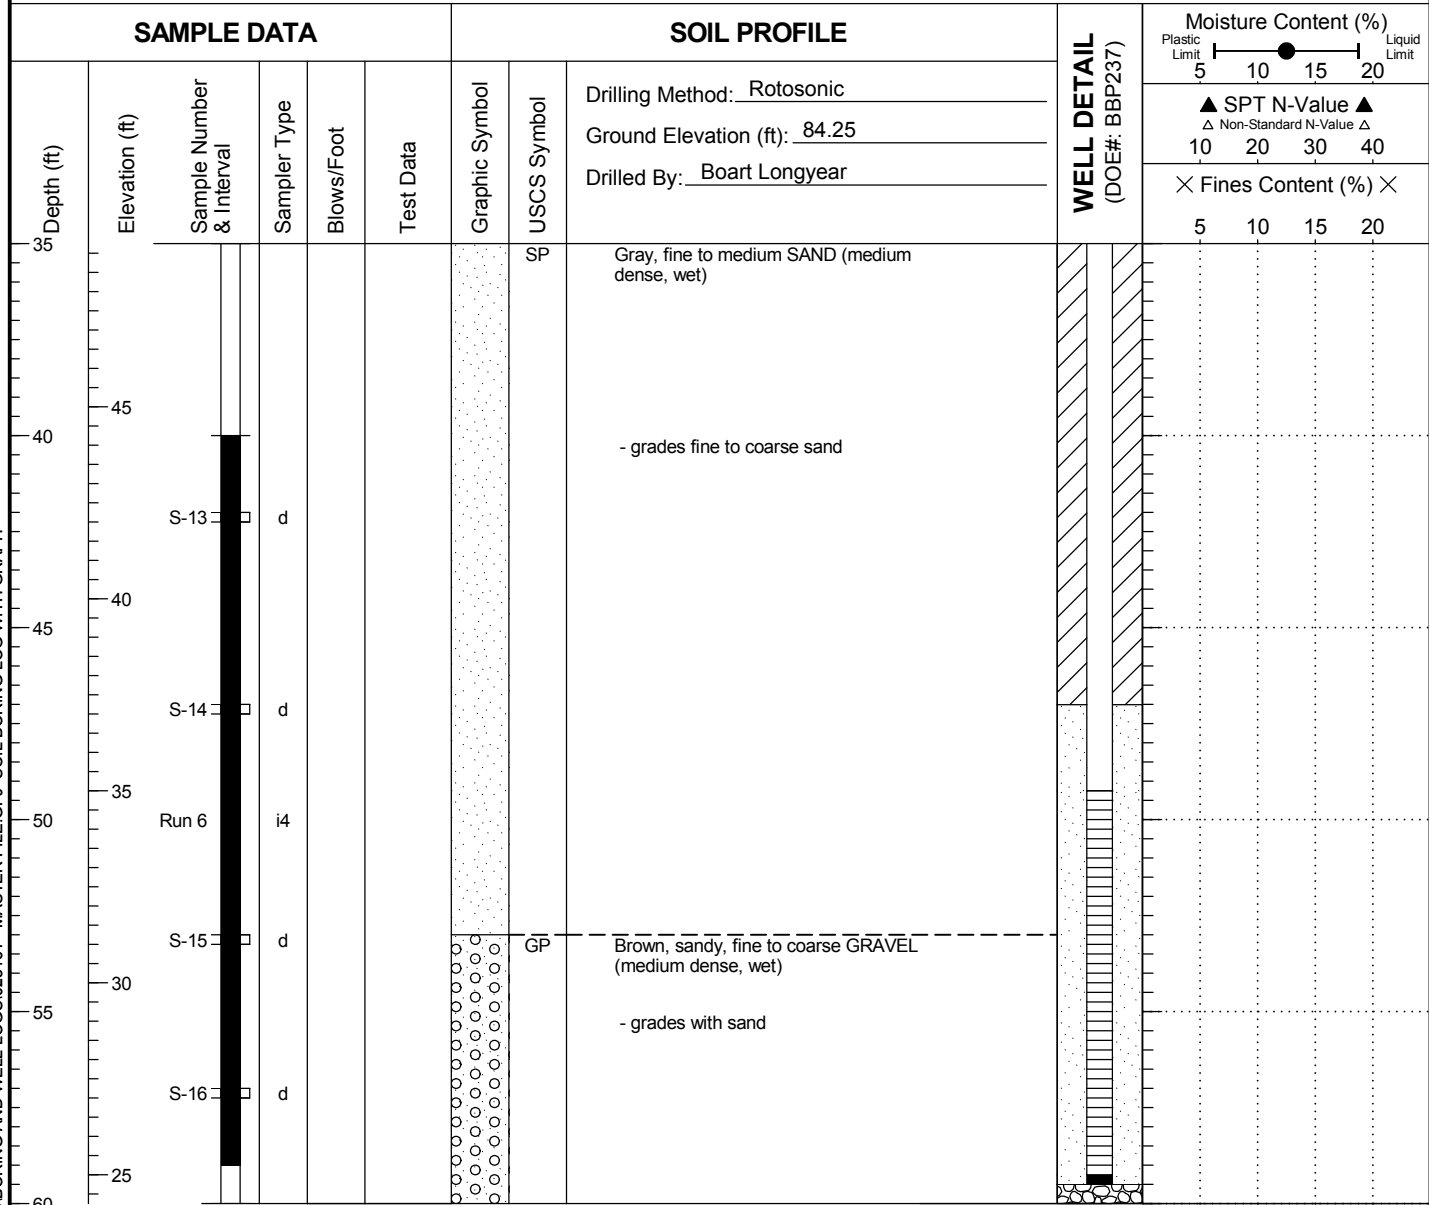 SAMPLE DATA
SOIL PROFILE
Depth (ft)
Elevation (ft)
Sample Number
& Interval
Sampler Type
Blows/Foot
Test Data
Graphic Symbol
USCS Symbol
Drilling Method: Rotosonic
Ground Elevation (ft): 84.25
Drilled By: Boart Longyear
WELL DETAIL
(DOE#: BBP237)
Moisture Content (%)
Plastic
Limit
Liquid
Limit
5 10 15 20
▲ SPT N-Value ▲
△ Non-Standard N-Value △
10 20 30 40
✕ Fines Content (%) ✕
5 10 15 20
35
SP
Gray, fine to medium SAND (medium
dense, wet)
45
40
- grades fine to coarse sand
S-13 d
40
45
S-14 d
35
50
Run 6 i4
S-15 d
GP
Brown, sandy, fine to coarse GRAVEL
(medium dense, wet)
30
55
- grades with sand
S-16 d
25
60